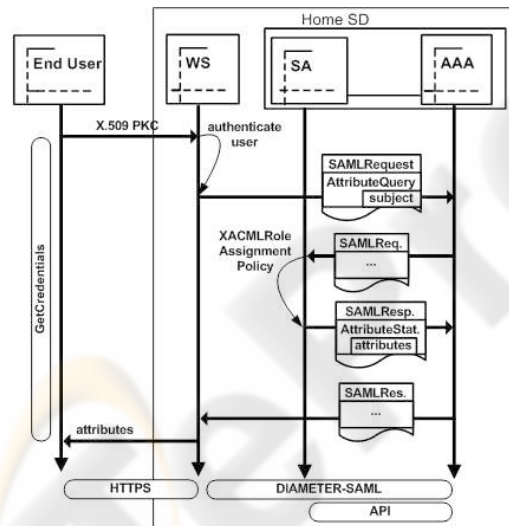 Home SD
End User
WS
SA
AAA
X.509 PKC
authenticate
user
SAMLRequest
AttributeQuery
subject
XACMLRole
Assignment
Policy
SAMLReq.
...
GetCredentials
SAMLResp.
AttributeStat.
attributes
SAMLRes.
...
attributes
HTTPS
DIAMETER-SAML
API